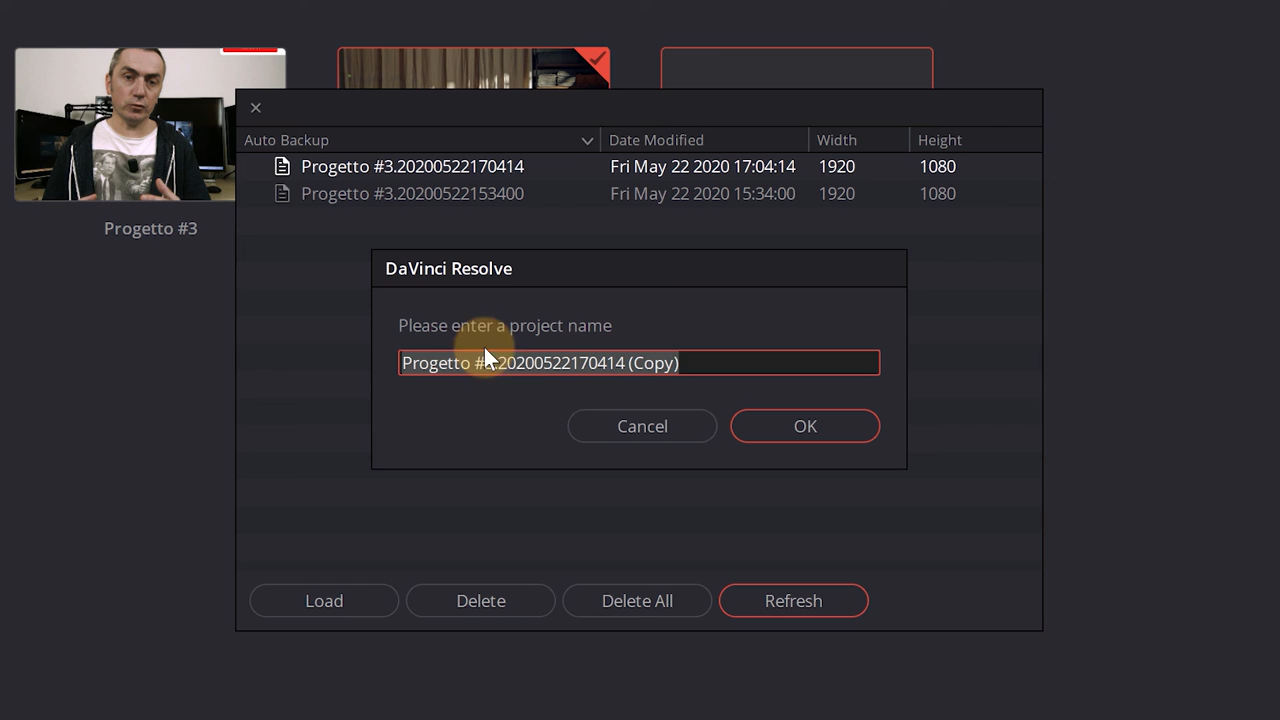 Auto Backup Date Modified Width Height
Progetto #3.20200522170414 Fri May 22 2020 17:04:14 1920 1080
Progetto #3.20200522153400 Fri May 22 2020 15:34:00 1920 1080
Progetto #3
DaVinci Resolve
Please enter a project name
Progetto #3.20200522170414 (Copy)
Cancel OK
Load Delete Delete All Refresh